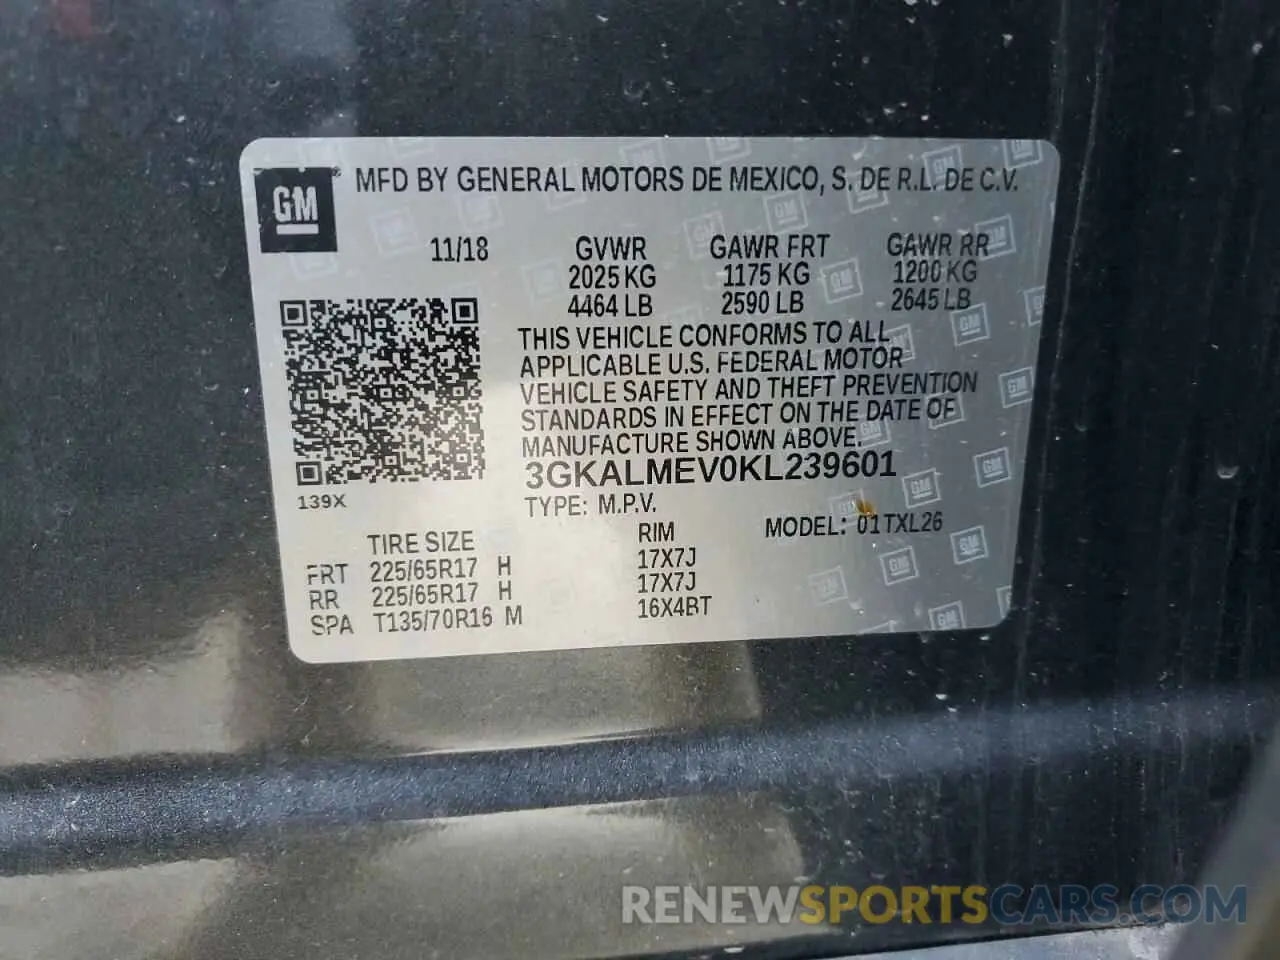 GM MFD BY GENERAL MOTORS DE MEXICO, S. DE R.L. DE C.V.
11/18 GVWR GAWR FRT GAWR RR
2025 KG 1175 KG 1200 KG
4464 LB 2590 LB 2645 LB
THIS VEHICLE CONFORMS TO ALL
APPLICABLE U.S. FEDERAL MOTOR
VEHICLE SAFETY AND THEFT PREVENTION
STANDARDS IN EFFECT ON THE DATE OF
MANUFACTURE SHOWN ABOVE.
3GKALMEV0KL239601
139X
TYPE: M.P.V.
MODEL: 01TXL26
TIRE SIZE RIM
FRT 225/65R17 H 17X7J
RR 225/65R17 H 17X7J
SPA T135/70R16 M 16X4BT
RENEWSPORTSCARS.COM